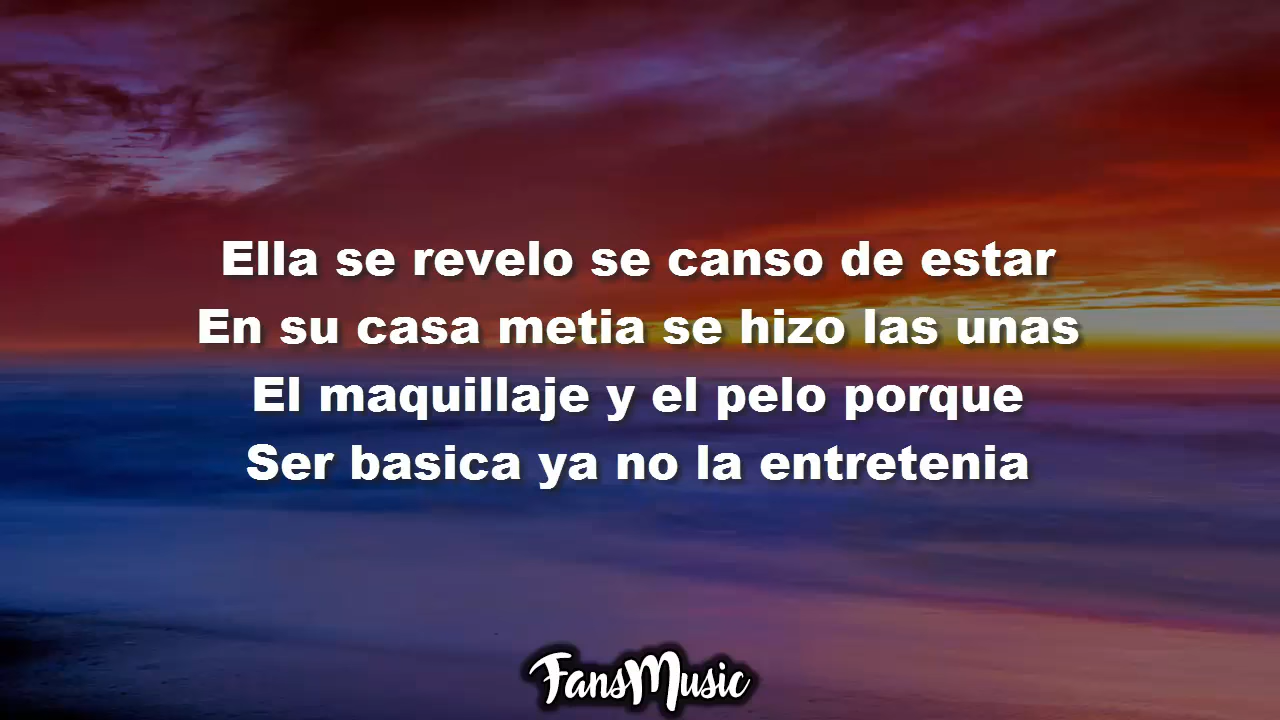 Ella se revelo se canso de estar
En su casa metia se hizo las unas
El maquillaje y el pelo porque
Ser basica ya no la entretenia
FansMusic